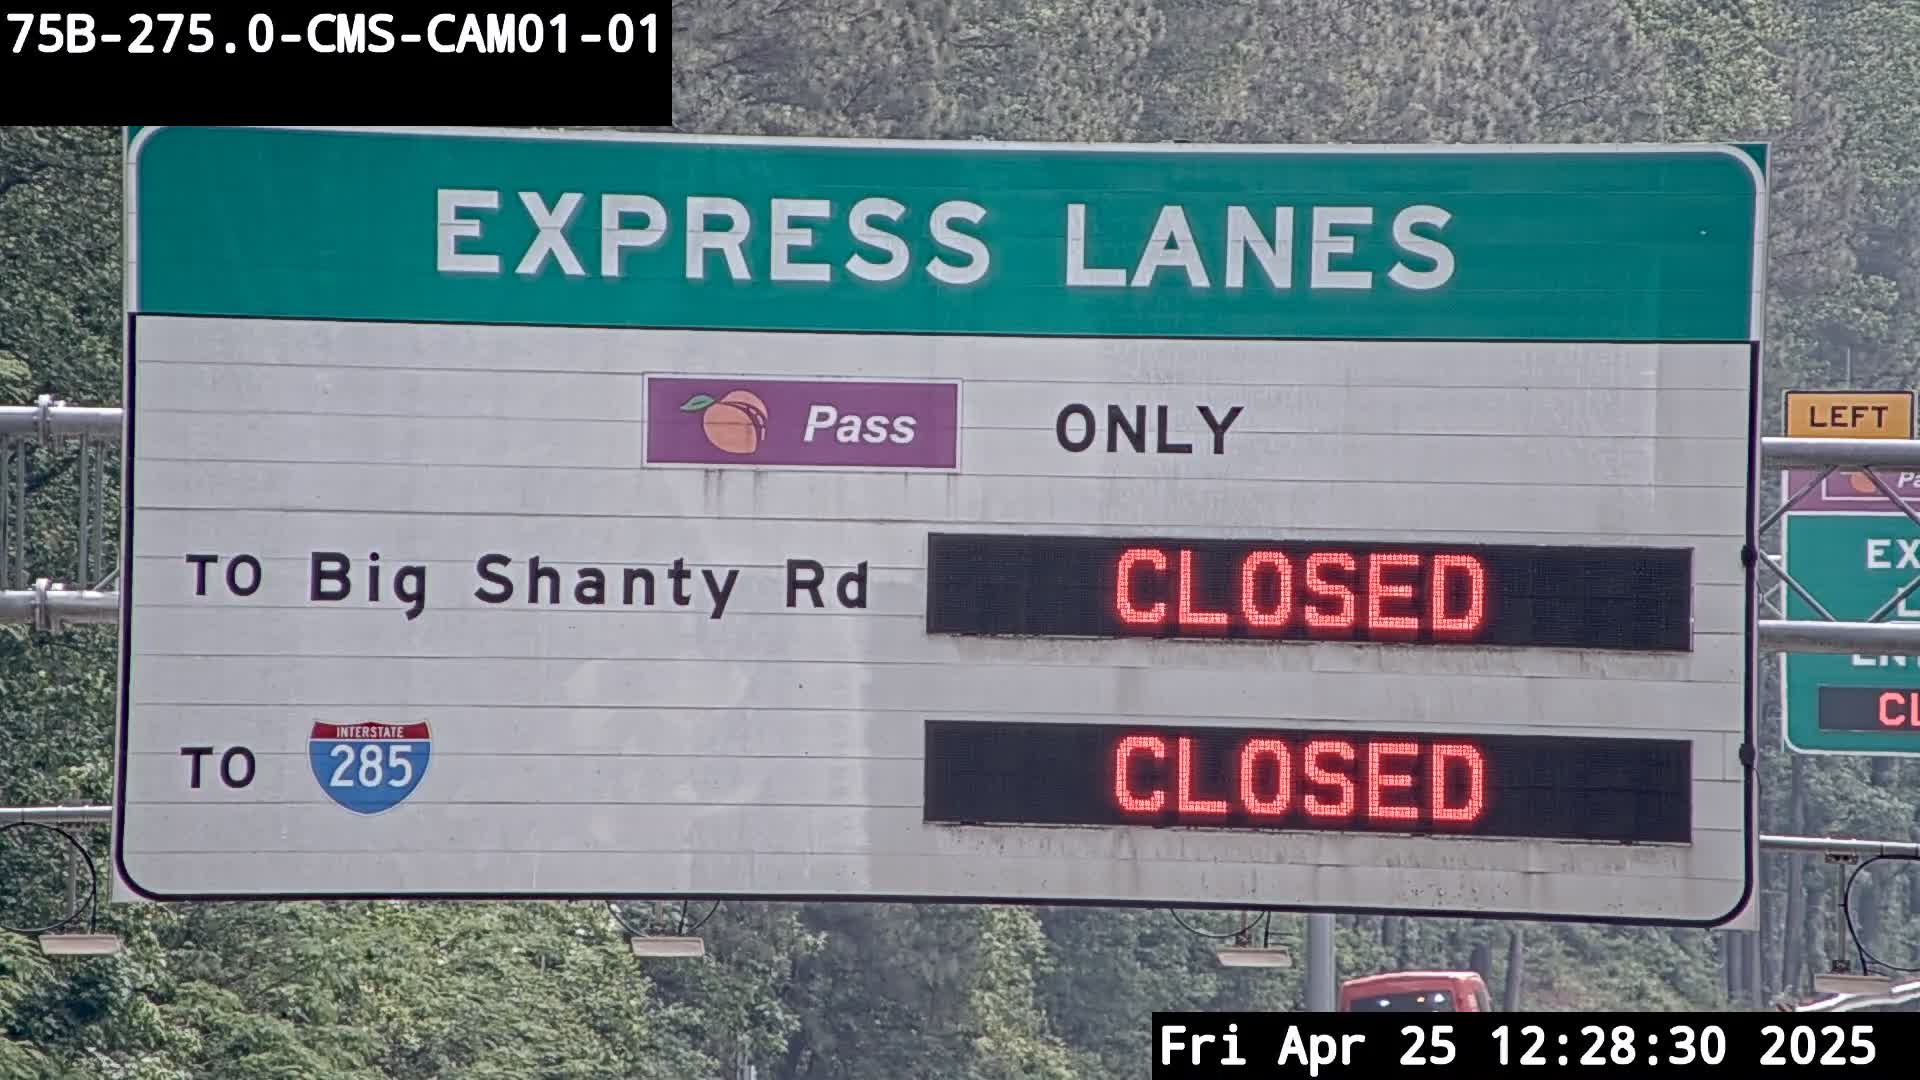 75B-275.0-CMS-CAM01-01
EXPRESS LANES
Pass ONLY
TO Big Shanty Rd CLOSED
TO INTERSTATE 285 CLOSED
LEFT
EX
Fri Apr 25 12:28:30 2025